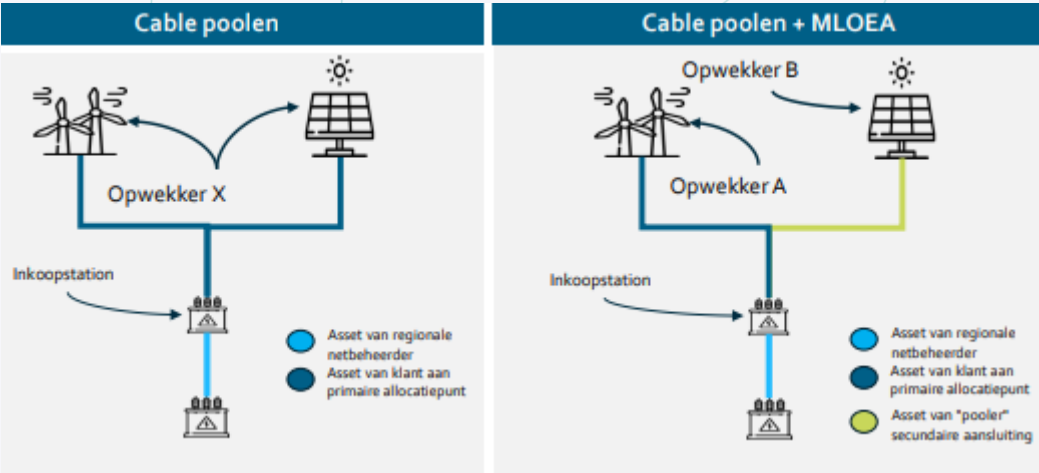 Cable poolen
Opwekker X
Inkoopstation
Asset van regionale
netbeheerder
Asset van klant aan
primaire allocatiepunt
Cable poolen + MLOEA
Opwekker B
Opwekker A
Inkoopstation
Asset van regionale
netbeheerder
Asset van klant aan
primaire allocatiepunt
Asset van "pooler"
secundaire aansluiting